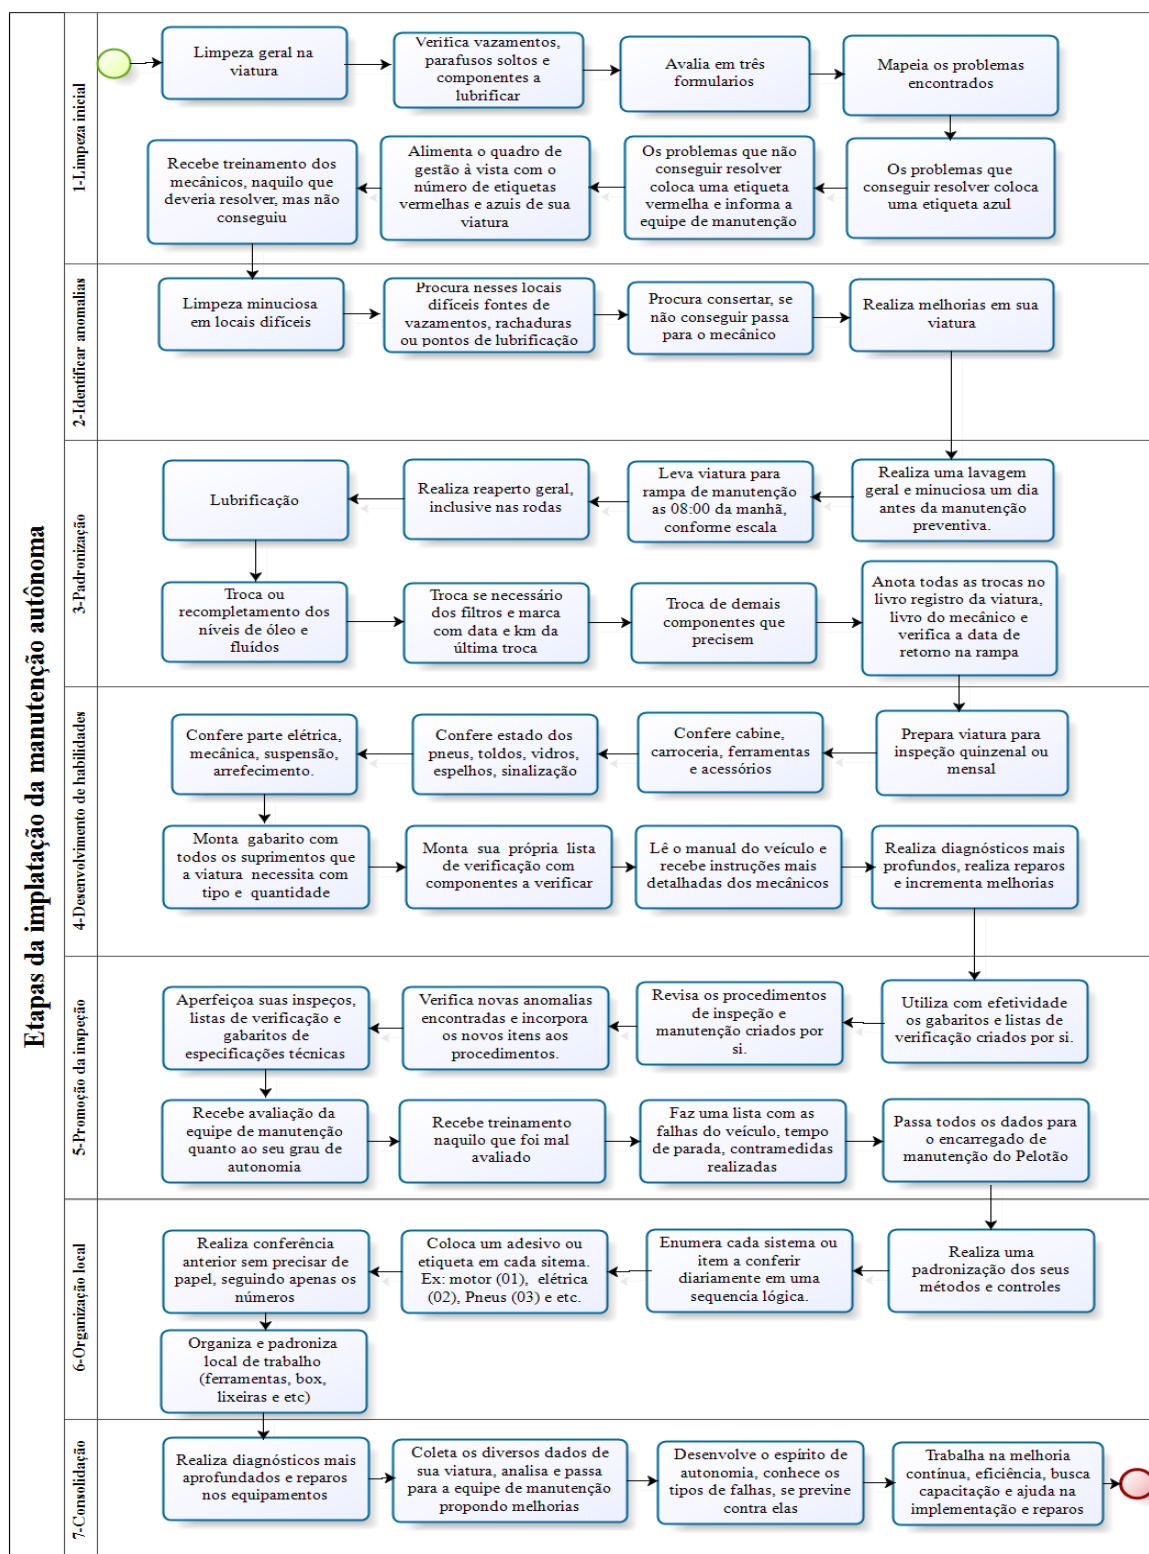 Etapas da implatação da manutenção autônoma
1-Limpeza inicial
Limpeza geral na
viatura
Verifica vazamentos,
parafusos soltos e
componentes a
lubrificar
Avalia em três
formularios
Mapeia os problemas
encontrados
Os problemas que
conseguir resolver coloca
uma etiqueta azul
Os problemas que não
conseguir resolver
coloca uma etiqueta
vermelha e informa a
equipe de manutenção
Alimenta o quadro de
gestão à vista com o
número de etiquetas
vermelhas e azuis de sua
viatura
Recebe treinamento dos
mecânicos, naquilo que
deveria resolver, mas não
conseguiu
2-Identificar anomalias
Limpeza minuciosa
em locais difíceis
Procura nesses locais
difíceis fontes de
vazamentos, rachaduras
ou pontos de lubrificação
Procura consertar, se
não conseguir passa
para o mecânico
Realiza melhorias em sua
viatura
3-Padronização
Realiza uma lavagem
geral e minuciosa um dia
antes da manutenção
preventiva.
Leva viatura para
rampa de manutenção
as 08:00 da manhã,
conforme escala
Realiza reaperto geral,
inclusive nas rodas
Lubrificação
Troca ou
recompletamento dos
níveis de óleo e
fluídos
Troca se necessário
dos filtros e marca
com data e km da
última troca
Troca de demais
componentes que
precisem
Anota todas as trocas no
livro registro da viatura,
livro do mecânico e
verifica a data de
retorno na rampa
4-Desenvolvimento de habilidades
Prepara viatura para
inspeção quinzenal ou
mensal
Confere cabine,
carroceria, ferramentas
e acessórios
Confere estado dos
pneus, toldos, vidros,
espelhos, sinalização
Confere parte elétrica,
mecânica, suspensão,
arrefecimento.
Monta gabarito com
todos os suprimentos que
a viatura necessita com
tipo e quantidade
Monta sua própria lista
de verificação com
componentes a verificar
Lê o manual do veículo e
recebe instruções mais
detalhadas dos mecânicos
Realiza diagnósticos mais
profundos, realiza reparos
e incrementa melhorias
5-Promoção da inspeção
Utiliza com efetividade
os gabaritos e listas de
verificação criados por si.
Revisa os procedimentos
de inspeção e
manutenção criados por
si.
Verifica novas anomalias
encontradas e incorpora
os novos itens aos
procedimentos.
Aperfeiçoa suas inspeços,
listas de verificação e
gabaritos de
especificações técnicas
Recebe avaliação da
equipe de manutenção
quanto ao seu grau de
autonomia
Recebe treinamento
naquilo que foi mal
avaliado
Faz uma lista com as
falhas do veículo, tempo
de parada, contramedidas
realizadas
Passa todos os dados para
o encarregado de
manutenção do Pelotão
6-Organização local
Realiza uma
padronização dos seus
métodos e controles
Enumera cada sistema ou
item a conferir
diariamente em uma
sequencia lógica.
Coloca um adesivo ou
etiqueta em cada sitema.
Ex: motor (01), elétrica
(02), Pneus (03) e etc.
Realiza conferência
anterior sem precisar de
papel, seguindo apenas os
números
Organiza e padroniza
local de trabalho
(ferramentas, box,
lixeiras e etc)
7-Consolidação
Realiza diagnósticos mais
aprofundados e reparos
nos equipamentos
Coleta os diversos dados de
sua viatura, analisa e passa
para a equipe de manutenção
propondo melhorias
Desenvolve o espírito de
autonomia, conhece os
tipos de falhas, se previne
contra elas
Trabalha na melhoria
contínua, eficiência, busca
capacitação e ajuda na
implementação e reparos